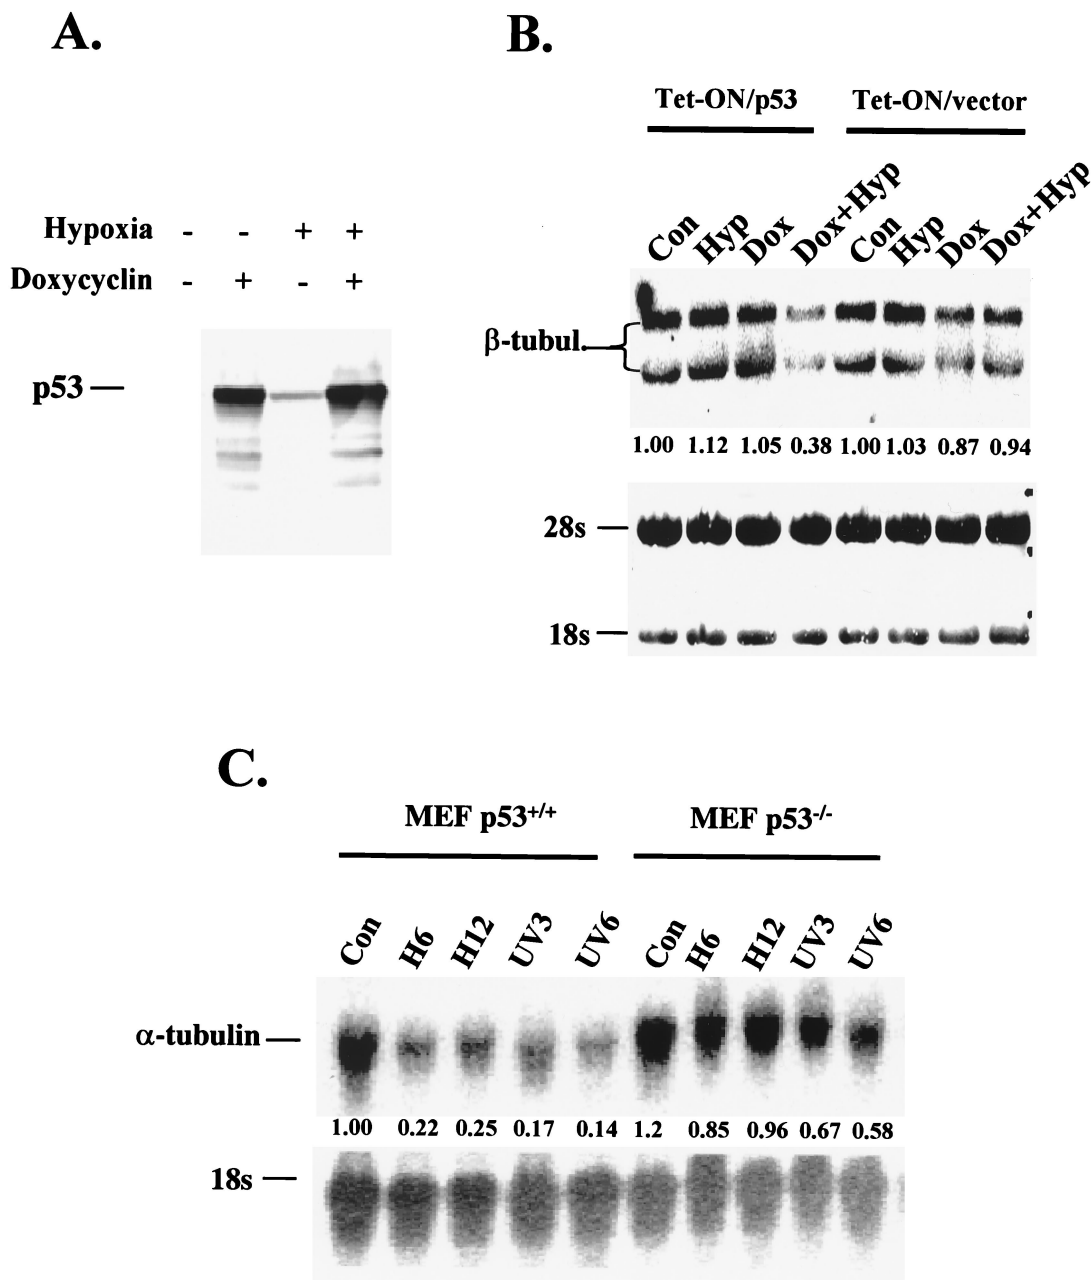 A.
Hypoxia - - + +
Doxycyclin - + - +
p53
B.
Tet-ON/p53 Tet-ON/vector
Con Hyp Dox Dox+Hyp Con Hyp Dox Dox+Hyp
β-tubul.
1.00 1.12 1.05 0.38 1.00 1.03 0.87 0.94
28s
18s
C.
MEF p53+/+ MEF p53-/-
Con H6 H12 UV3 UV6 Con H6 H12 UV3 UV6
α-tubulin
1.00 0.22 0.25 0.17 0.14 1.2 0.85 0.96 0.67 0.58
18s